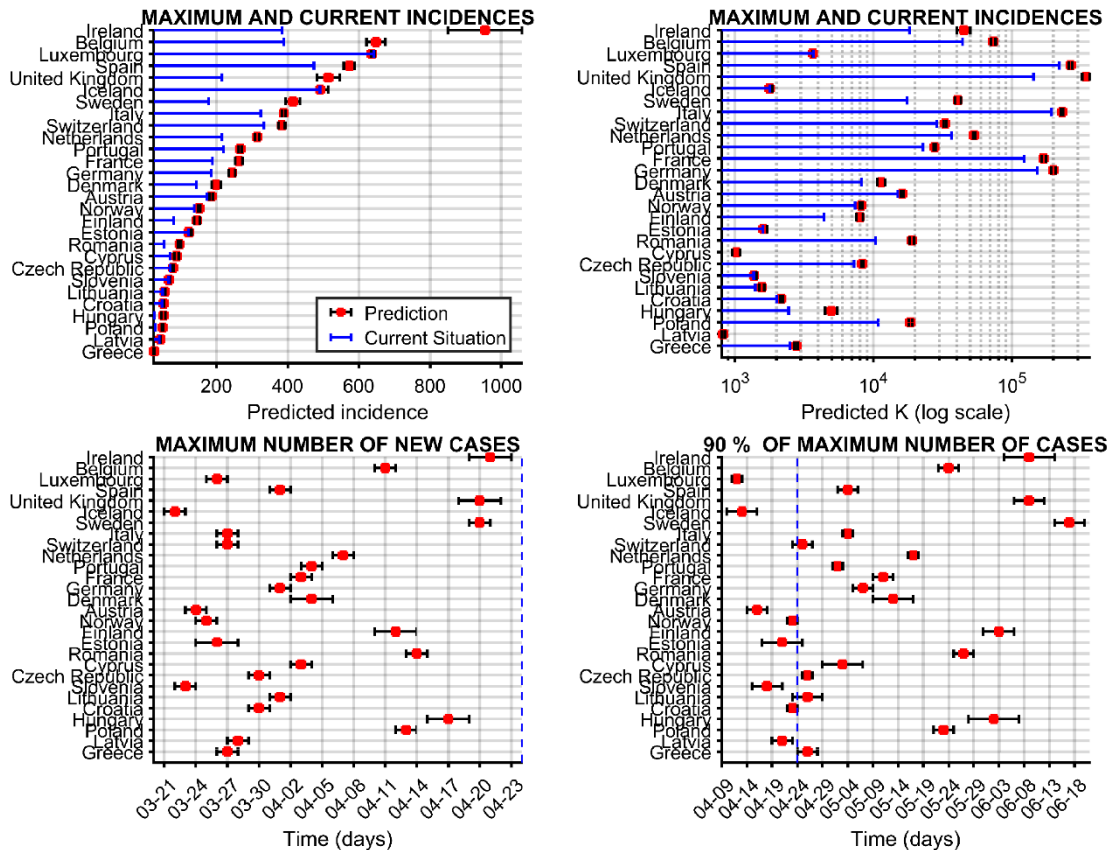 MAXIMUM AND CURRENT INCIDENCES
Ireland
Belgium
Luxembourg
Spain
United Kingdom
Iceland
Sweden
Italy
Switzerland
Netherlands
Portugal
France
Germany
Denmark
Austria
Norway
Finland
Estonia
Romania
Cyprus
Czech Republic
Slovenia
Lithuania
Croatia
Hungary
Poland
Latvia
Greece
Prediction
Current Situation
200 400 600 800 1000
Predicted incidence
MAXIMUM AND CURRENT INCIDENCES
Ireland
Belgium
Luxembourg
Spain
United Kingdom
Iceland
Sweden
Italy
Switzerland
Netherlands
Portugal
France
Germany
Denmark
Austria
Norway
Finland
Estonia
Romania
Cyprus
Czech Republic
Slovenia
Lithuania
Croatia
Hungary
Poland
Latvia
Greece
10³ 10⁴ 10⁵
Predicted K (log scale)
MAXIMUM NUMBER OF NEW CASES
Ireland
Belgium
Luxembourg
Spain
United Kingdom
Iceland
Sweden
Italy
Switzerland
Netherlands
Portugal
France
Germany
Denmark
Austria
Norway
Finland
Estonia
Romania
Cyprus
Czech Republic
Slovenia
Lithuania
Croatia
Hungary
Poland
Latvia
Greece
03-21 03-24 03-27 03-30 04-02 04-05 04-08 04-11 04-14 04-17 04-20 04-23
Time (days)
90 % OF MAXIMUM NUMBER OF CASES
Ireland
Belgium
Luxembourg
Spain
United Kingdom
Iceland
Sweden
Italy
Switzerland
Netherlands
Portugal
France
Germany
Denmark
Austria
Norway
Finland
Estonia
Romania
Cyprus
Czech Republic
Slovenia
Lithuania
Croatia
Hungary
Poland
Latvia
Greece
04-09 04-14 04-19 04-24 04-29 05-04 05-09 05-14 05-19 05-24 05-29 06-03 06-08 06-13 06-18
Time (days)